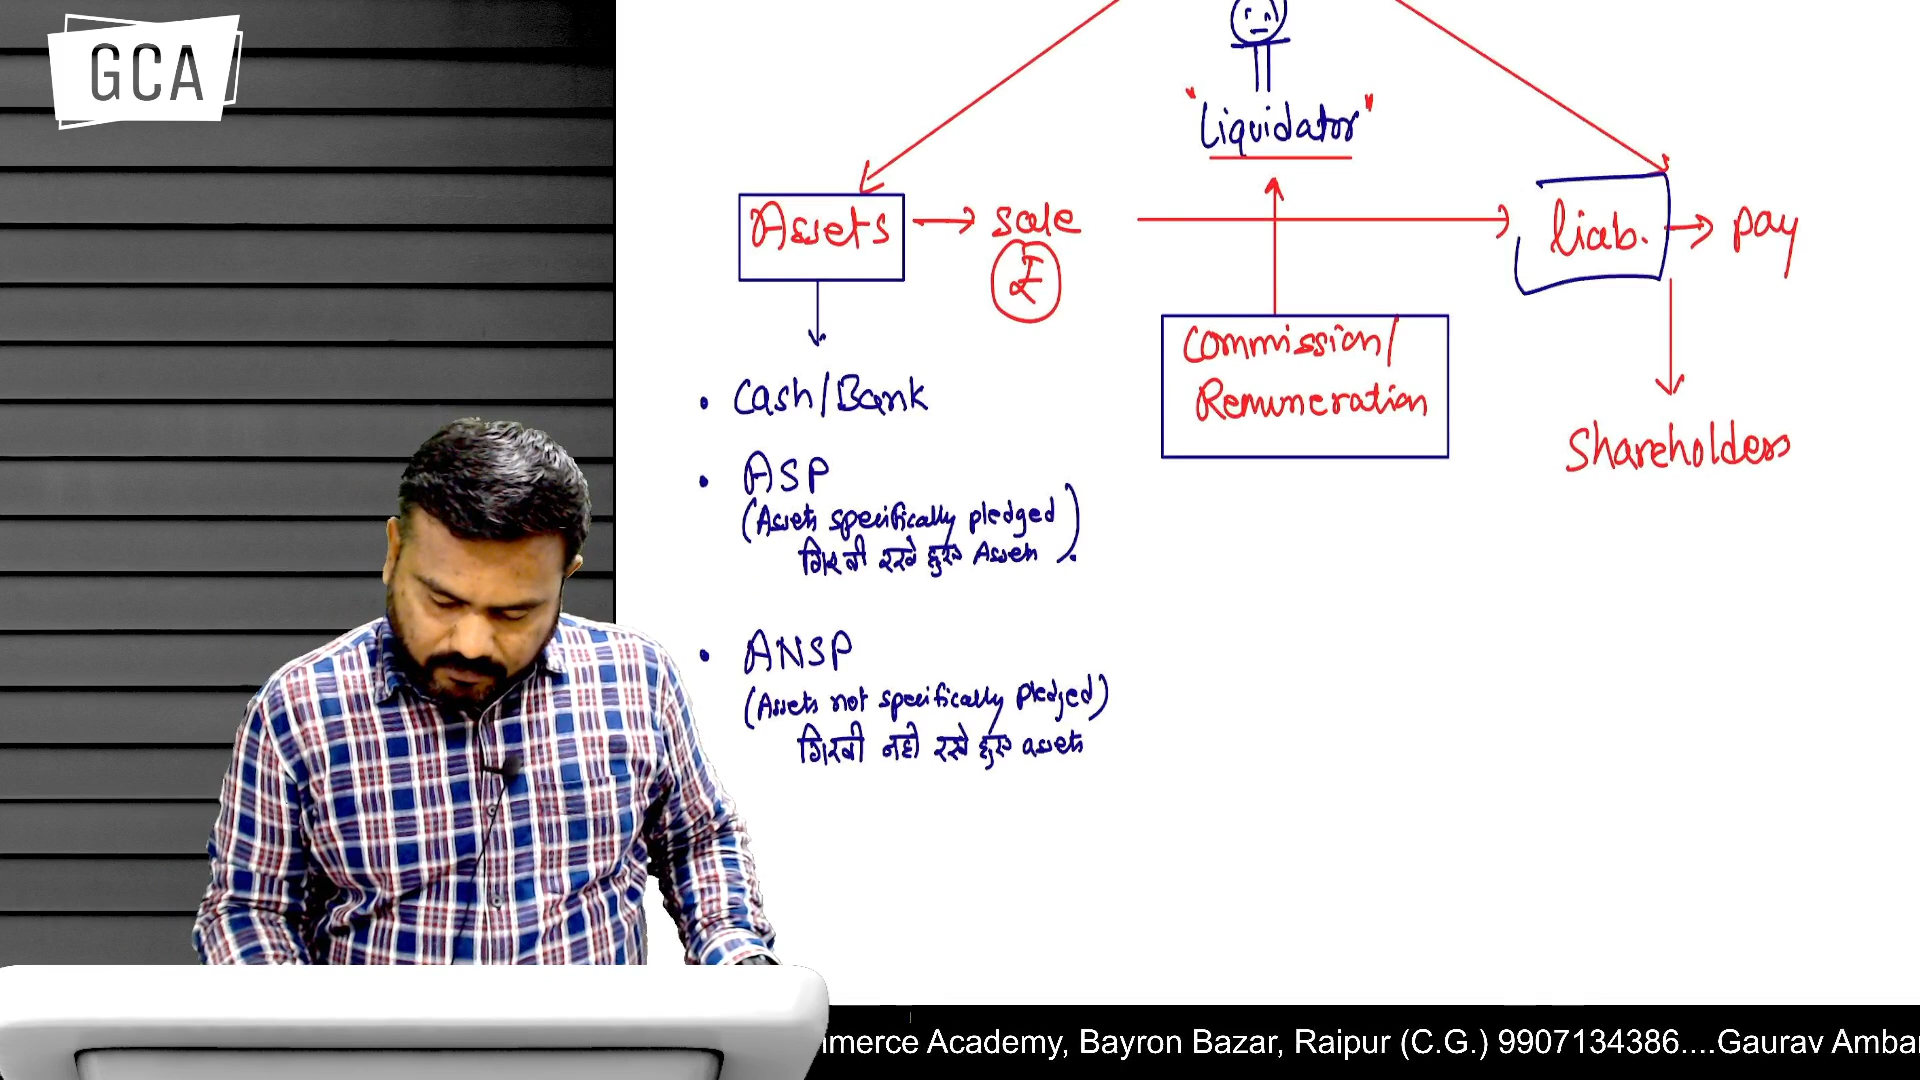 GCA
"Liquidator"
Assets → sale → liab. → pay
₹
Commission/
Remuneration
Shareholders
• Cash/Bank
• ASP
(Assets specifically pledged)
गिरवी रखे हुए Assets
• ANSP
(Assets not specifically pledged)
गिरवी नही रखे हुए assets
mmerce Academy, Bayron Bazar, Raipur (C.G.) 9907134386....Gaurav Amba